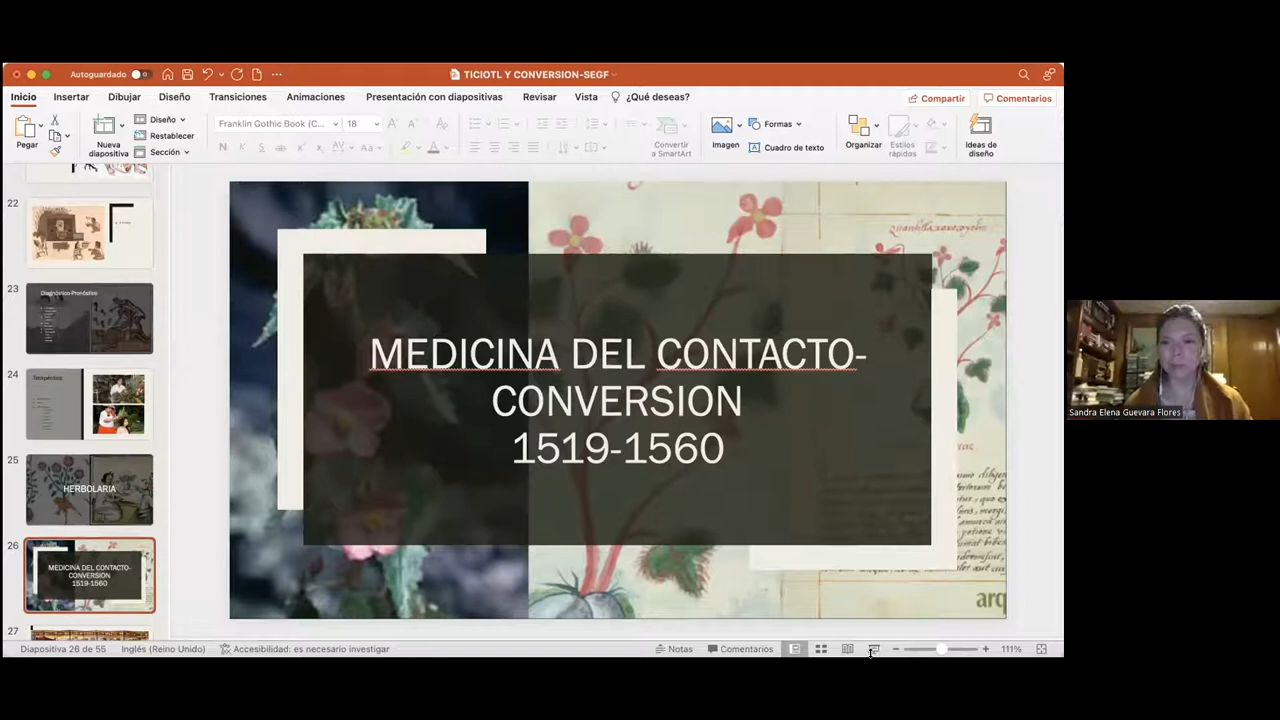 Autoguardado
TICIOTL Y CONVERSION-SEGF
Inicio Insertar Dibujar Diseño Transiciones Animaciones Presentación con diapositivas Revisar Vista ¿Qué deseas?
Compartir Comentarios
Pegar
Nueva diapositiva
Diseño
Restablecer
Sección
Franklin Gothic Book (C... 18
Convertir a SmartArt
Imagen
Formas
Cuadro de texto
Organizar
Estilos rápidos
Ideas de diseño
22
23
Diagnóstico-Pronóstico
24
25
HERBOLARIA
26
MEDICINA DEL CONTACTO-
CONVERSION
1519-1560
27
MEDICINA DEL CONTACTO-
CONVERSION
1519-1560
arq
Sandra Elena Guevara Flores
Diapositiva 26 de 55 Inglés (Reino Unido) Accesibilidad: es necesario investigar Notas Comentarios 111%